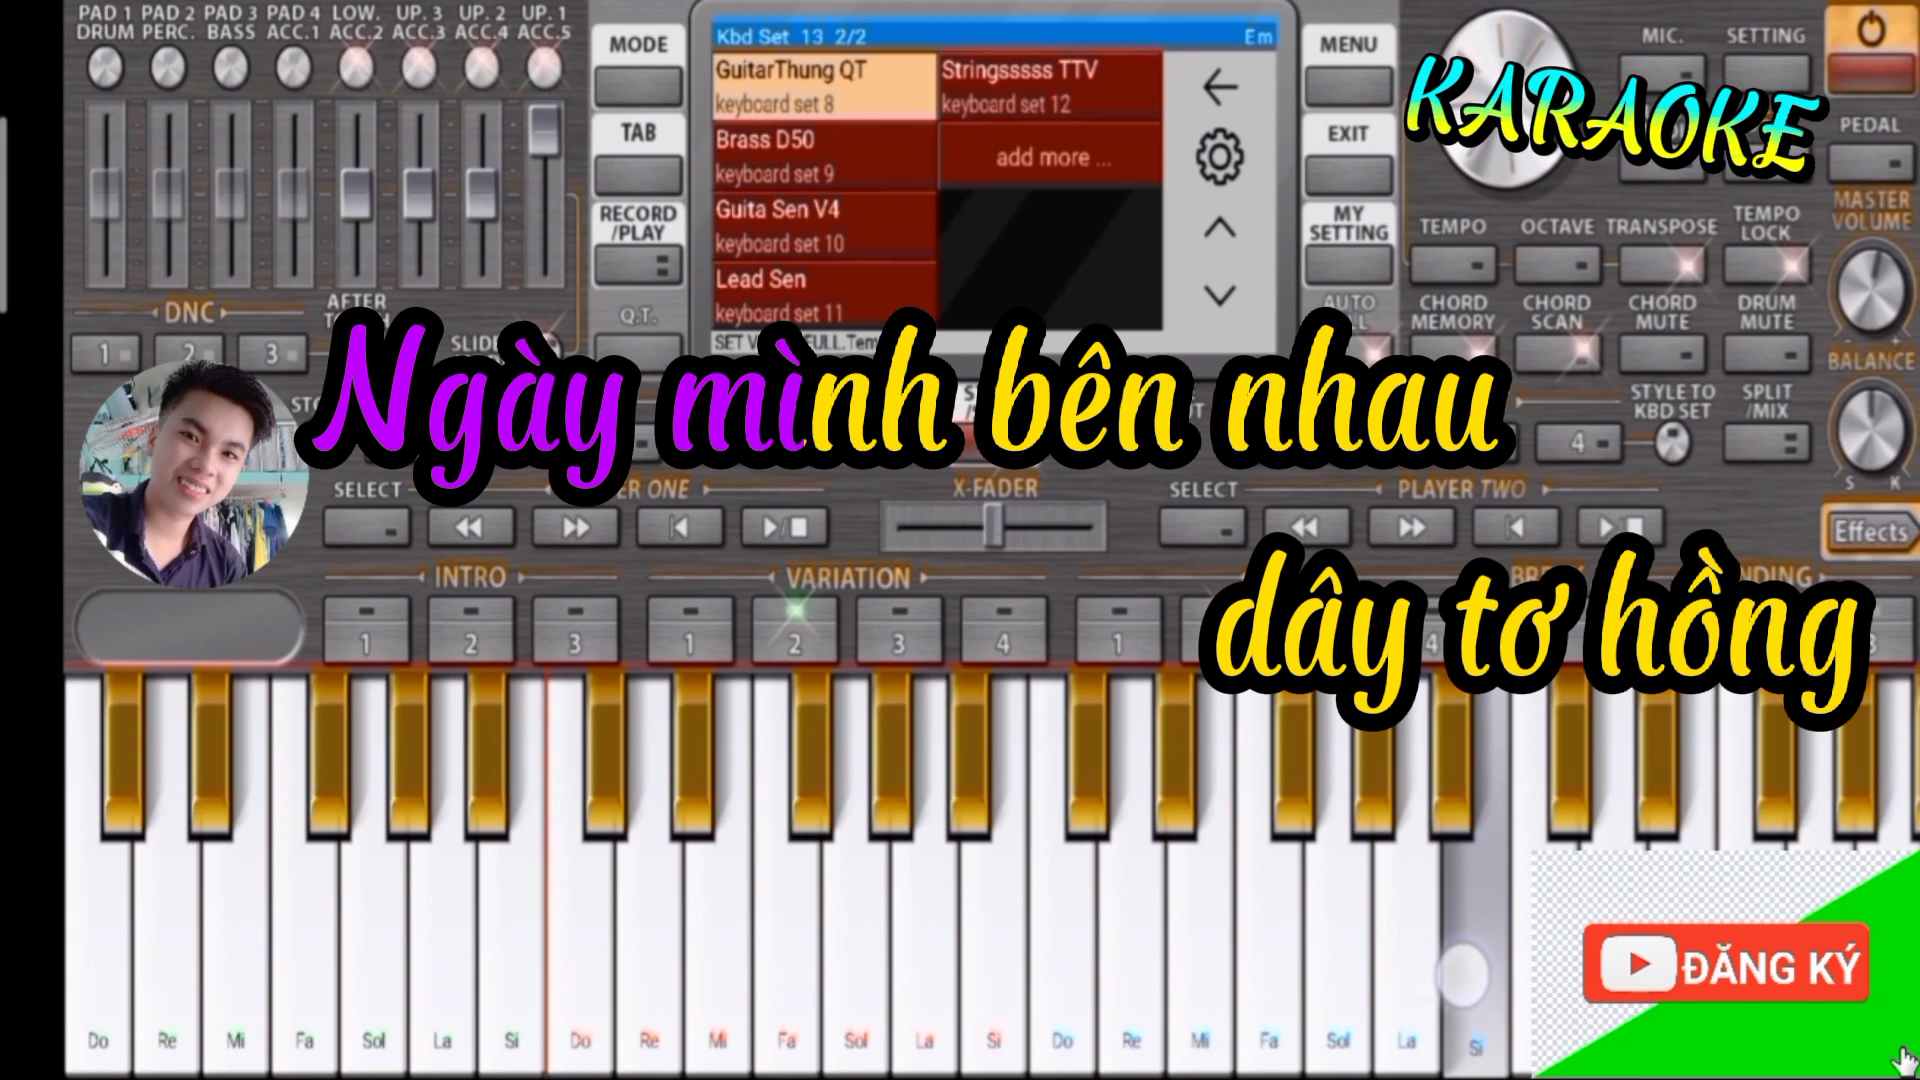 PAD 1 PAD 2 PAD 3 PAD 4 LOW. UP. 3 UP. 2 UP. 1
DRUM PERC. BASS ACC.1 ACC.2 ACC.3 ACC.4 ACC.5
MODE
TAB
RECORD
/PLAY
Q.T.
Kbd Set 13 2/2 Em
GuitarThung QT
keyboard set 8
Stringsssss TTV
keyboard set 12
Brass D50
keyboard set 9
add more ...
Guita Sen V4
keyboard set 10
Lead Sen
keyboard set 11
MENU
EXIT
MY
SETTING
MIC. SETTING
KARAOKE
PEDAL
MASTER
VOLUME
TEMPO OCTAVE TRANSPOSE TEMPO
LOCK
CHORD
MEMORY
CHORD
SCAN
CHORD
MUTE
DRUM
MUTE
BALANCE
STYLE TO
KBD SET
SPLIT
/MIX
4
S K
DNC
AFTER
1 2 3
SLIDE
Ngày mình bên nhau
dây tơ hồng
SELECT ONE X-FADER SELECT PLAYER TWO
Effects
INTRO VARIATION
1 2 3 1 2 3 4 1 4
Do Re Mi Fa Sol La Si Do Re Mi Fa Sol La Si Do Re Mi Fa Sol La Si
ĐĂNG KÝ